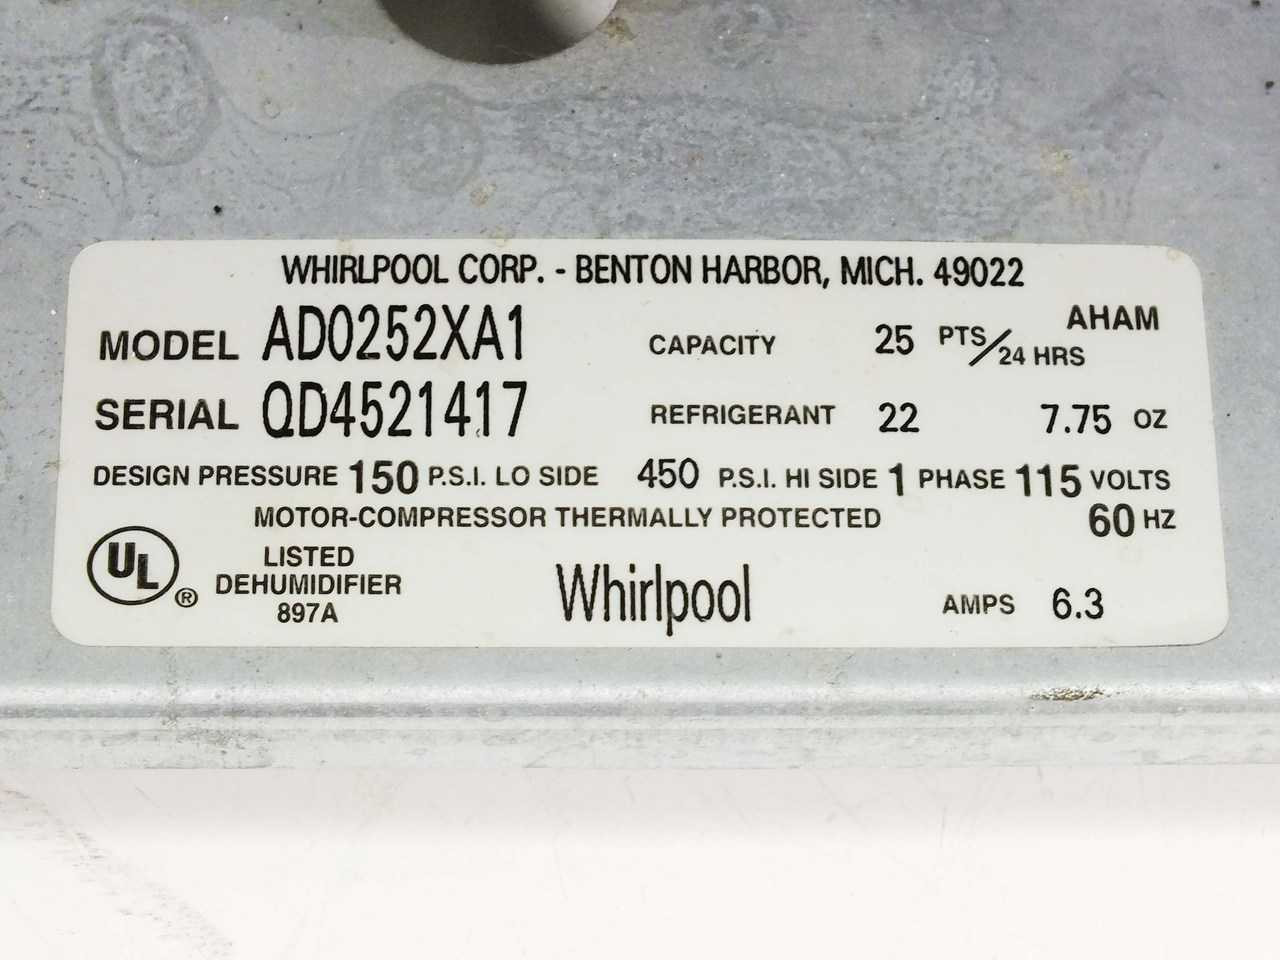 WHIRLPOOL CORP. - BENTON HARBOR, MICH. 49022
MODEL AD0252XA1 CAPACITY 25 PTS/24 HRS AHAM
SERIAL QD4521417 REFRIGERANT 22 7.75 OZ
DESIGN PRESSURE 150 P.S.I. LO SIDE 450 P.S.I. HI SIDE 1 PHASE 115 VOLTS
MOTOR-COMPRESSOR THERMALLY PROTECTED 60 HZ
UL ® LISTED
DEHUMIDIFIER
897A
Whirlpool AMPS 6.3